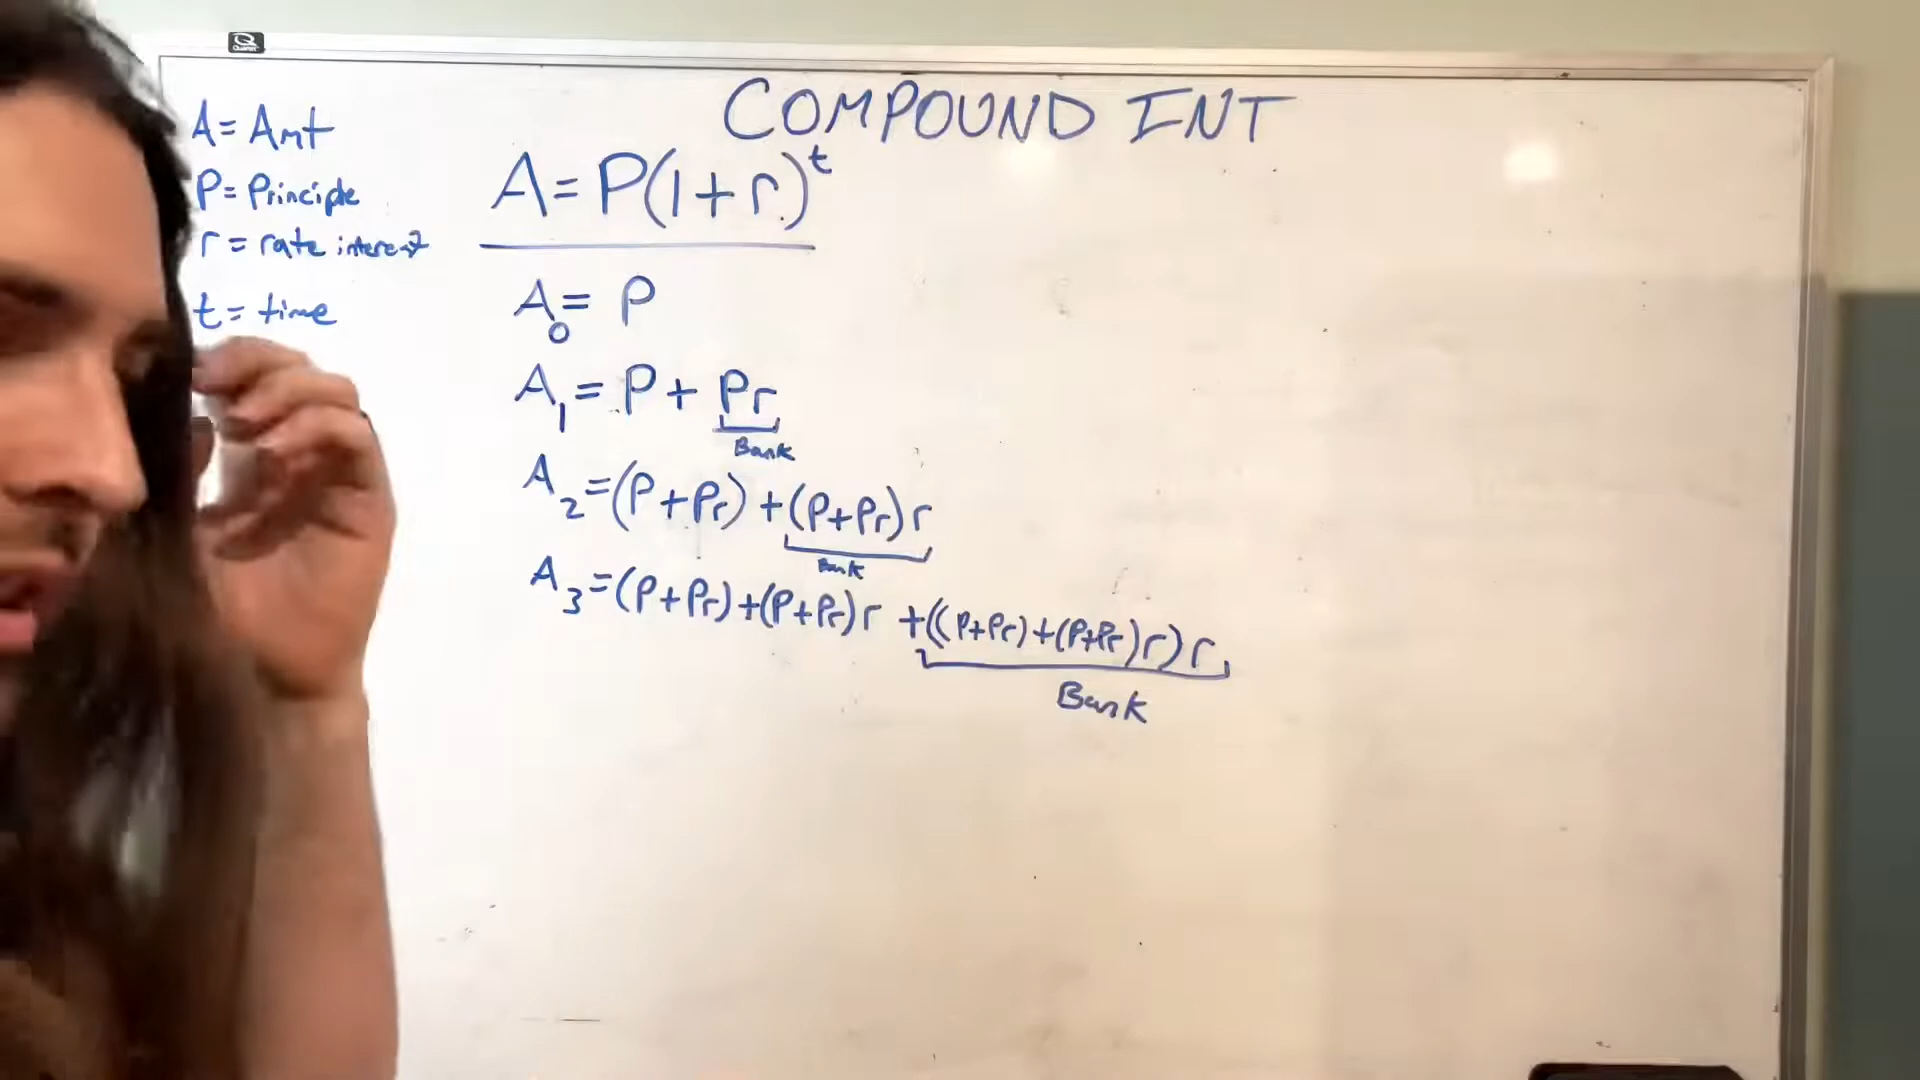 Quartet
COMPOUND INT
A = Amt
P = Principle
r = rate interest
t = time
A = P(1 + r)^t
A₀ = P
A₁ = P + Pr
Bank
A₂ = (P + Pr) + (P + Pr)r
Bank
A₃ = (P + Pr) + (P + Pr)r + ((P + Pr) + (P + Pr)r)r
Bank